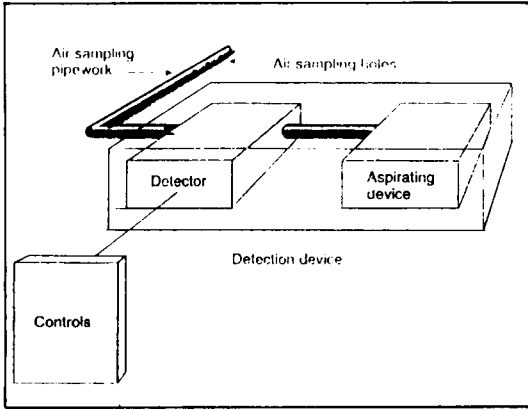 Air sampling
pipework
Air sampling holes
Detector
Aspirating
device
Detection device
Controls